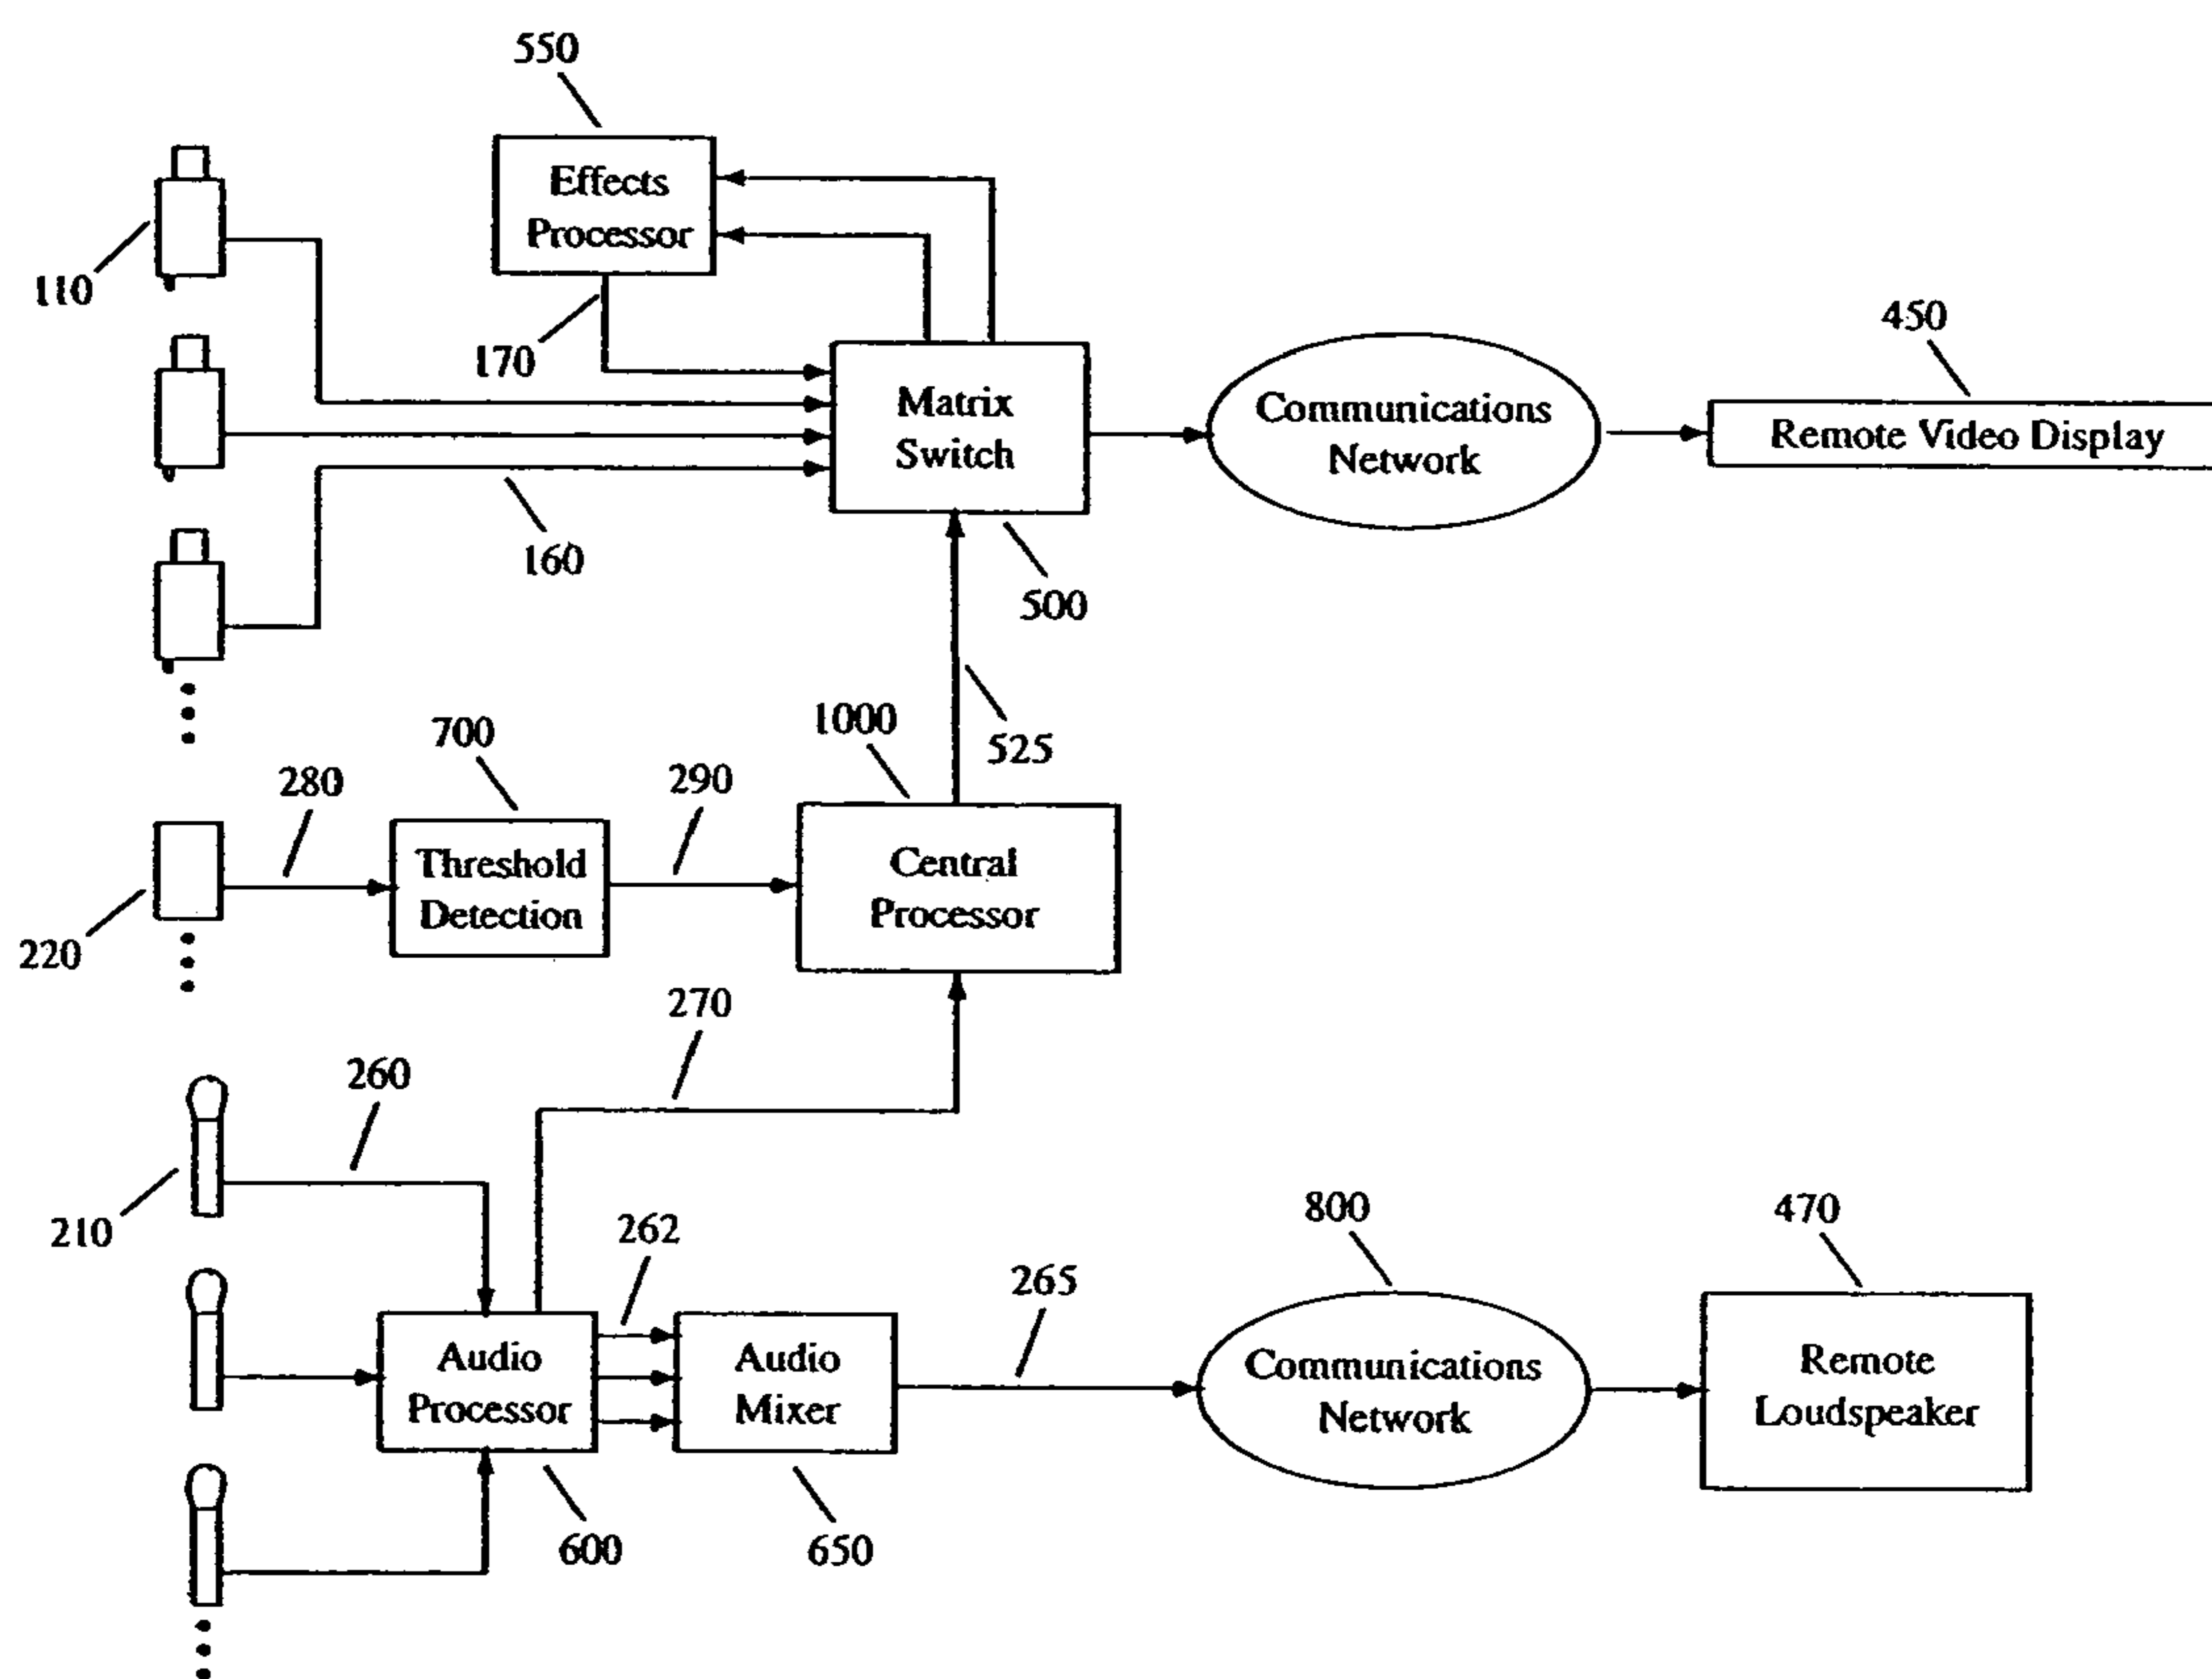 550
Effects
Processor
110
170
450
Matrix
Switch
Communications
Network
Remote Video Display
160
500
700
1000
525
280
290
Threshold
Detection
Central
Processor
220
270
260
210
262
265
800
470
Audio
Processor
Audio
Mixer
Communications
Network
Remote
Loudspeaker
600
650